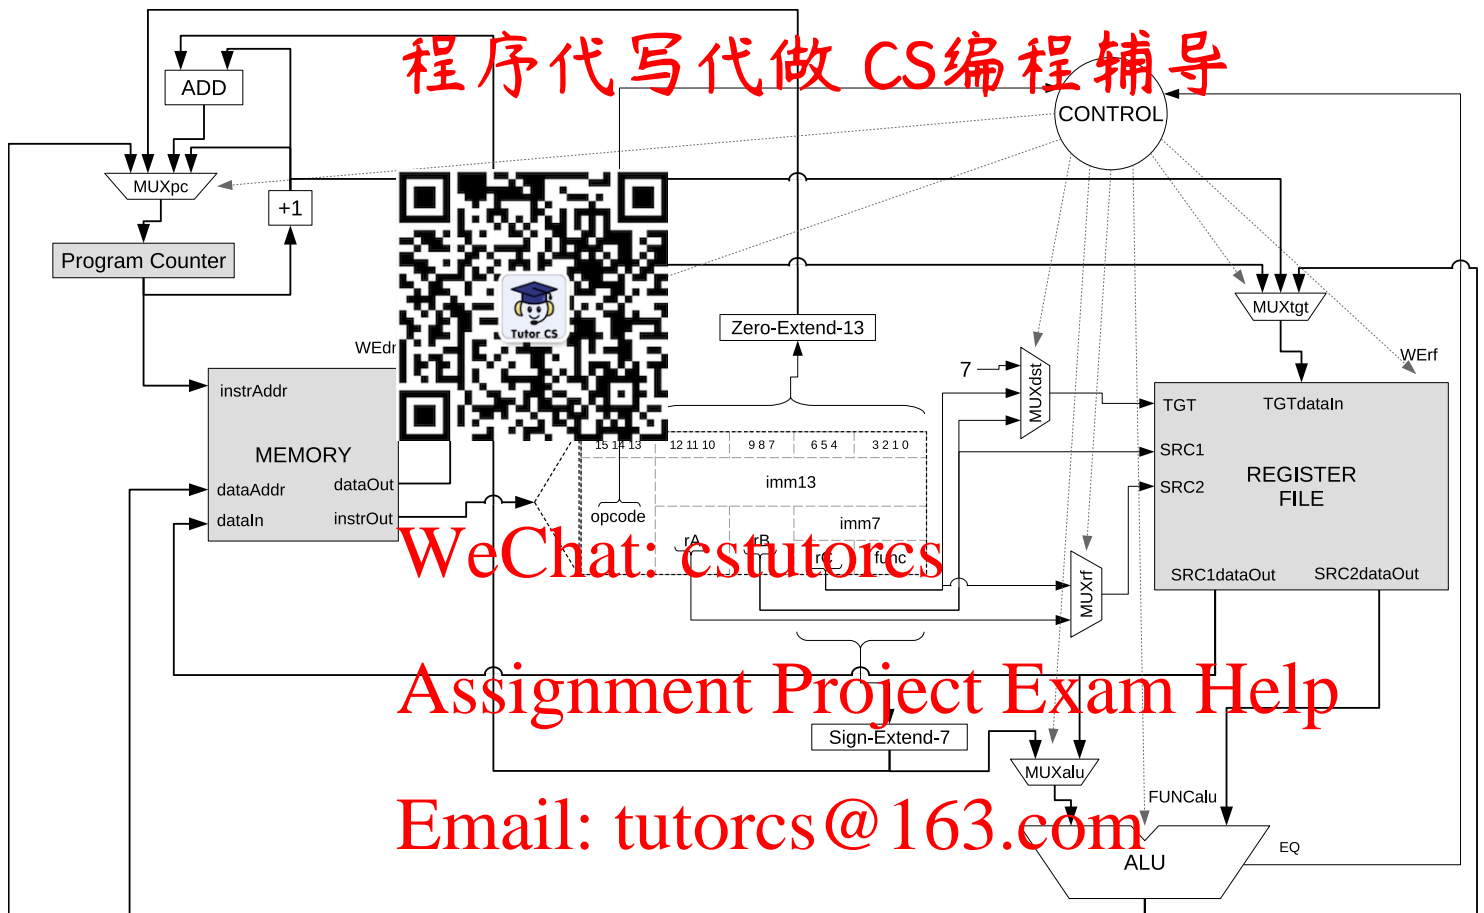 程序代写代做 CS编程辅导
ADD
CONTROL
MUXpc
+1
Program Counter
MUXtgt
Tutor CS
Zero-Extend-13
WEdr
WErf
7
MUXdst
instrAddr
TGT
TGTdataIn
15 14 13
12 11 10
9 8 7
6 5 4
3 2 1 0
MEMORY
SRC1
REGISTER
FILE
imm13
dataOut
dataAddr
SRC2
dataIn
instrOut
opcode
imm7
rA
rB
rC
func
WeChat: cstutorcs
SRC1dataOut
SRC2dataOut
MUXrf
Assignment Project Exam Help
Sign-Extend-7
MUXalu
FUNCalu
Email: tutorcs@163.com
EQ
ALU